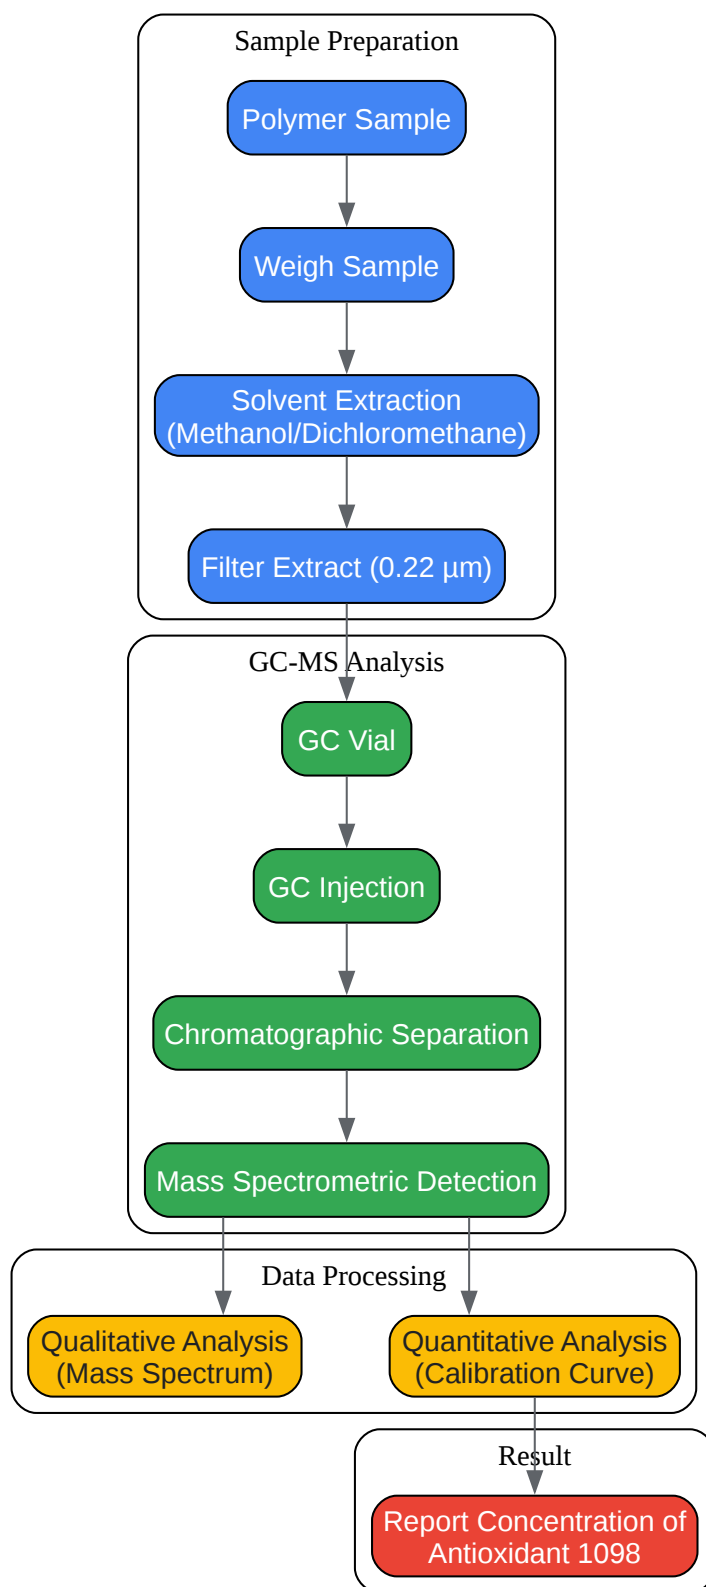 Sample Preparation
Polymer Sample
Weigh Sample
Solvent Extraction
(Methanol/Dichloromethane)
Filter Extract (0.22 µm)
GC-MS Analysis
GC Vial
GC Injection
Chromatographic Separation
Mass Spectrometric Detection
Data Processing
Qualitative Analysis
(Mass Spectrum)
Quantitative Analysis
(Calibration Curve)
Result
Report Concentration of
Antioxidant 1098